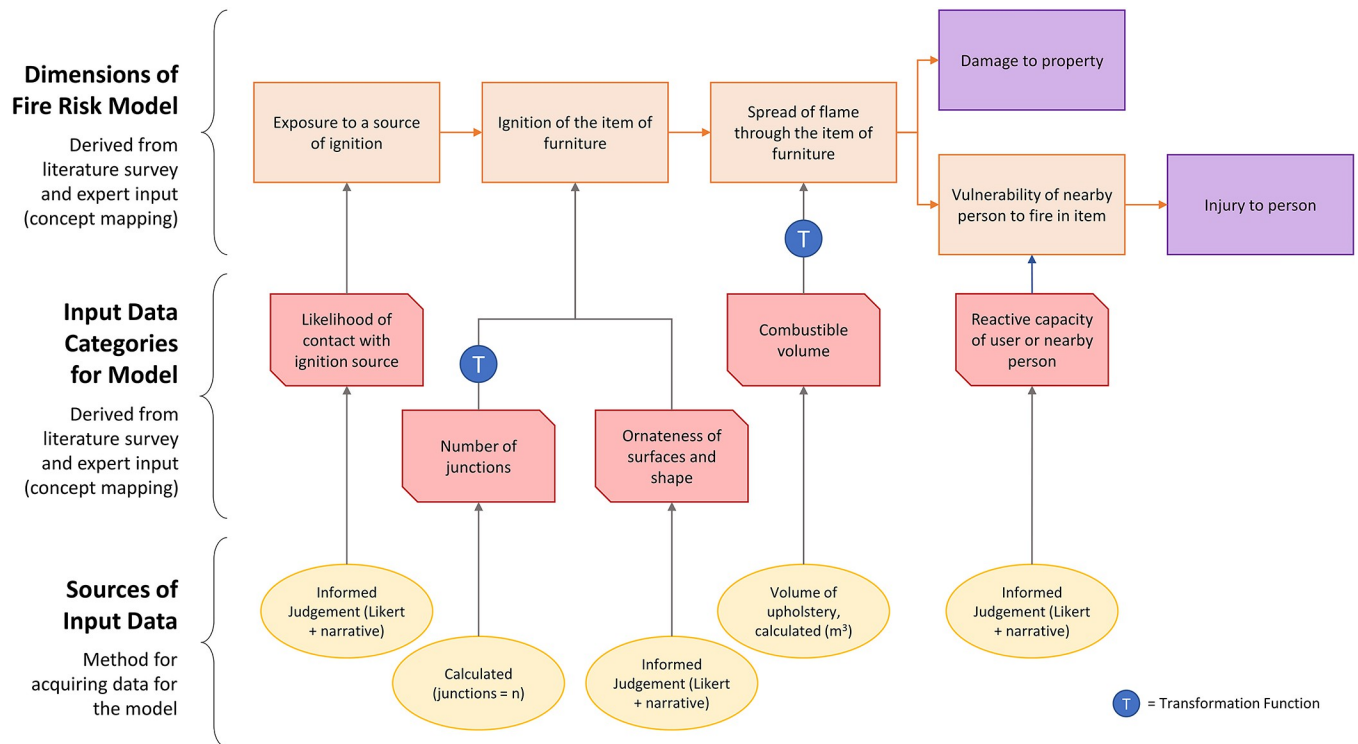 Dimensions of
Fire Risk Model
Derived from
literature survey
and expert input
(concept mapping)
Exposure to a source
of ignition
Ignition of the item of
furniture
Spread of flame
through the item of
furniture
Damage to property
Vulnerability of nearby
person to fire in item
Injury to person
T
Input Data
Categories
for Model
Derived from
literature survey
and expert input
(concept mapping)
Likelihood of
contact with
ignition source
T
Number of
junctions
Ornateness of
surfaces and
shape
Combustible
volume
Reactive capacity
of user or nearby
person
Sources of
Input Data
Method for
acquiring data for
the model
Informed
Judgement (Likert
+ narrative)
Calculated
(junctions = n)
Informed
Judgement (Likert
+ narrative)
Volume of
upholstery,
calculated (m³)
Informed
Judgement (Likert
+ narrative)
T = Transformation Function